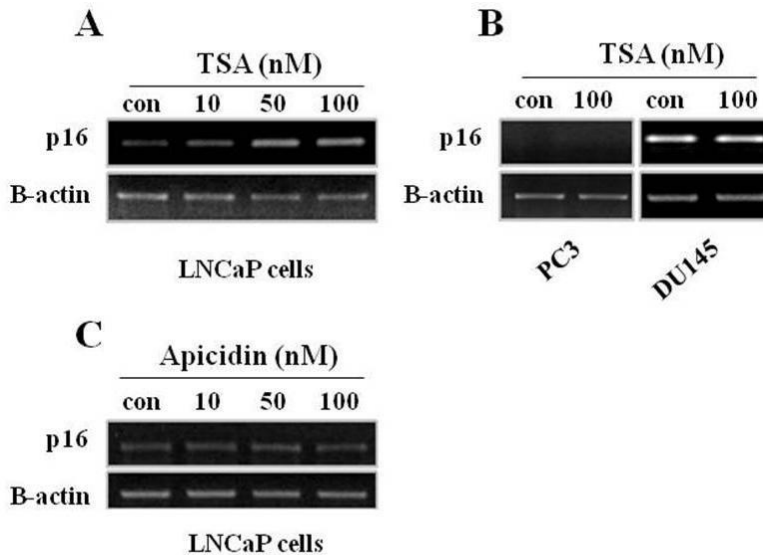 A
TSA (nM)
con 10 50 100
p16
B-actin
LNCaP cells
B
TSA (nM)
con 100 con 100
p16
B-actin
PC3 DU145
C
Apicidin (nM)
con 10 50 100
p16
B-actin
LNCaP cells